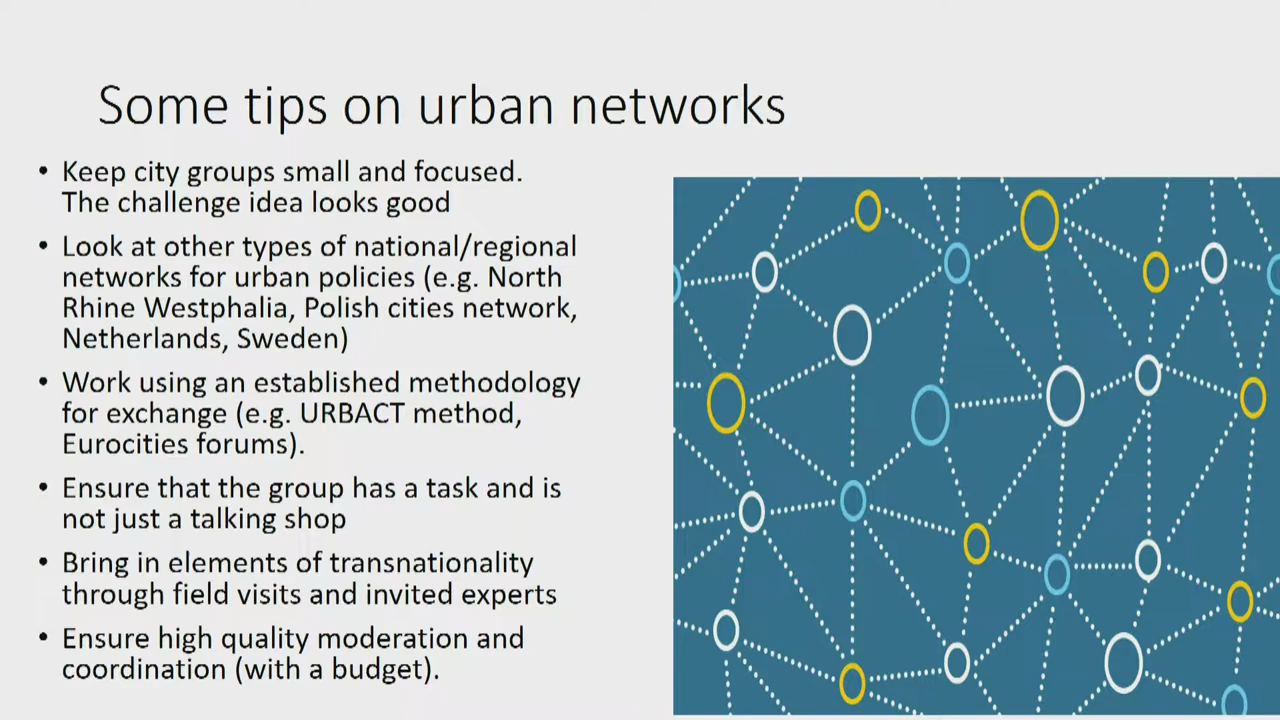 Some tips on urban networks
• Keep city groups small and focused.
The challenge idea looks good
• Look at other types of national/regional
networks for urban policies (e.g. North
Rhine Westphalia, Polish cities network,
Netherlands, Sweden)
• Work using an established methodology
for exchange (e.g. URBACT method,
Eurocities forums).
• Ensure that the group has a task and is
not just a talking shop
• Bring in elements of transnationality
through field visits and invited experts
• Ensure high quality moderation and
coordination (with a budget).